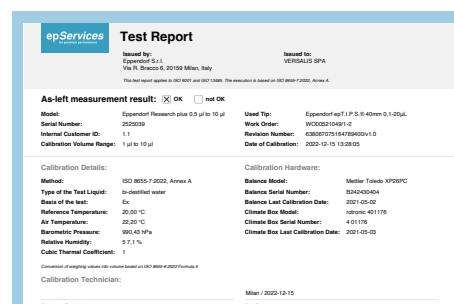 epServices
for premium performance
Test Report
Issued by:
Issued to:
Eppendorf S.r.l.
VERSALIS SPA
Via R. Bracco 6, 20159 Milan, Italy
This test report applies to ISO 9001 and ISO 13485. The execution is based on ISO 8655-7:2022, Annex A.
As-left measurement result: OK not OK
Model: Eppendorf Research plus 0,5 µl to 10 µl
Used Tip: Eppendorf epT.I.P.S.® 40mm 0,1-20µL
Serial Number: 2525039
Work Order: WO00521049/1-2
Internal Customer ID: 1.1
Revision Number: 638067075164789400/v1.0
Calibration Volume Range: 1 µl to 10 µl
Date of Calibration: 2022-12-15 13:28:05
Calibration Details:
Calibration Hardware:
Method: ISO 8655-7:2022, Annex A
Balance Model: Mettler Toledo XP26PC
Type of the Test Liquid: bi-destilled water
Balance Serial Number: B242430404
Basis of the test: Ex
Balance Last Calibration Date: 2021-05-02
Reference Temperature: 20,00 °C
Climate Box Model: rotronic 401176
Air Temperature: 22,20 °C
Climate Box Serial Number: 4 01176
Barometric Pressure: 990,43 hPa
Climate Box Last Calibration Date: 2021-05-03
Relative Humidity: 5 7,1 %
Cubic Thermal Coefficient: 1
Conversion of weighing values into volume based on ISO 8655-6:2022 Formula 6
Calibration Technician:
Milan / 2022-12-15